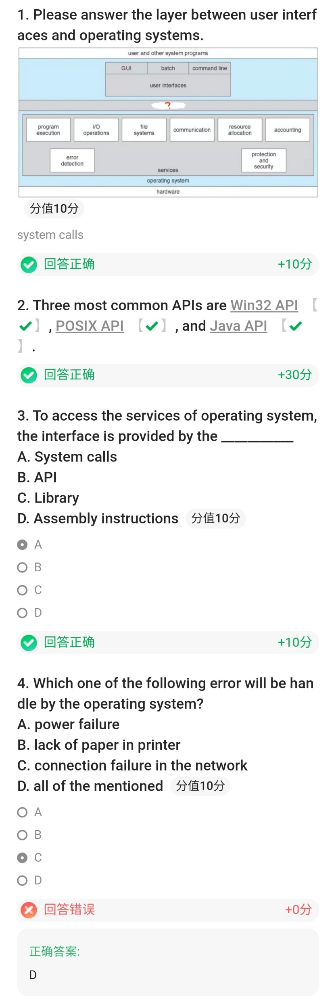 1. Please answer the layer between user interf
aces and operating systems.
user and other system programs
GUI batch command line
user interfaces
?
program execution I/O operations file systems communication resource allocation accounting
error detection protection and security
services
operating system
hardware
分值10分
system calls
回答正确 +10分
2. Three most common APIs are Win32 API 【
✔】 , POSIX API 【✔】 , and Java API 【✔
】 .
回答正确 +30分
3. To access the services of operating system,
the interface is provided by the ___________
A. System calls
B. API
C. Library
D. Assembly instructions 分值10分
A
B
C
D
回答正确 +10分
4. Which one of the following error will be han
dle by the operating system?
A. power failure
B. lack of paper in printer
C. connection failure in the network
D. all of the mentioned 分值10分
A
B
C
D
回答错误 +0分
正确答案:
D